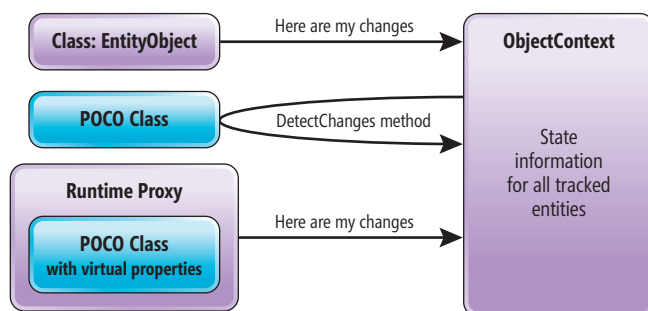 Class: EntityObject
Here are my changes
ObjectContext
POCO Class
DetectChanges method
State
information
for all tracked
entities
Runtime Proxy
POCO Class
with virtual properties
Here are my changes